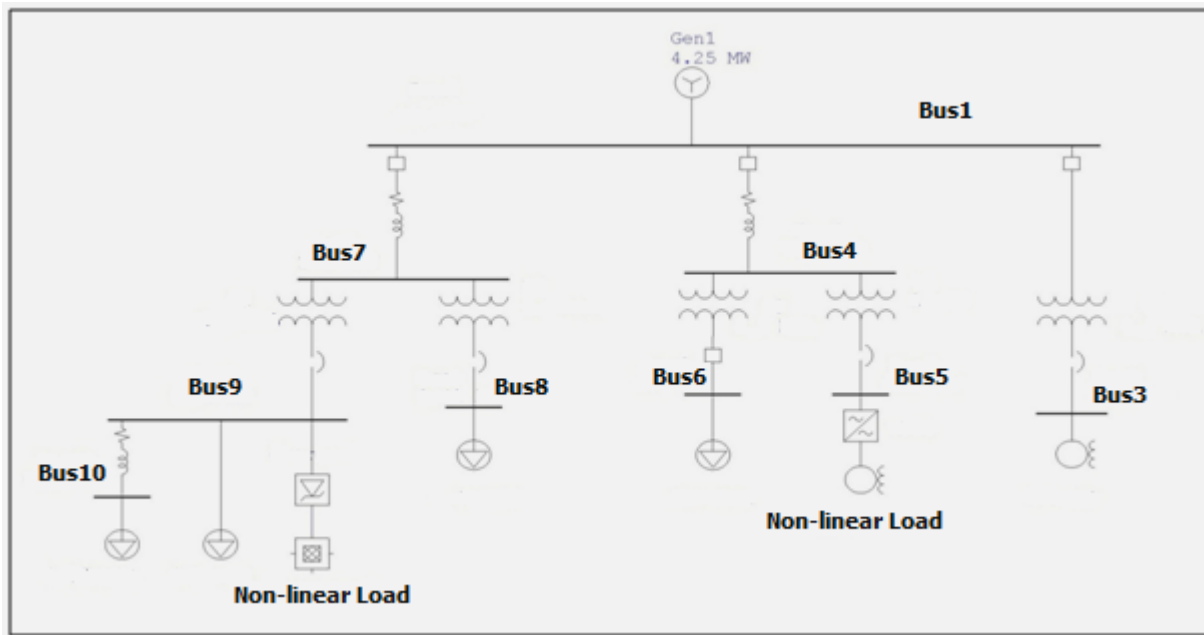 Gen1
4.25 MW
Bus1
Bus7
Bus4
Bus9
Bus8
Bus6
Bus5
Bus3
Bus10
Non-linear Load
Non-linear Load